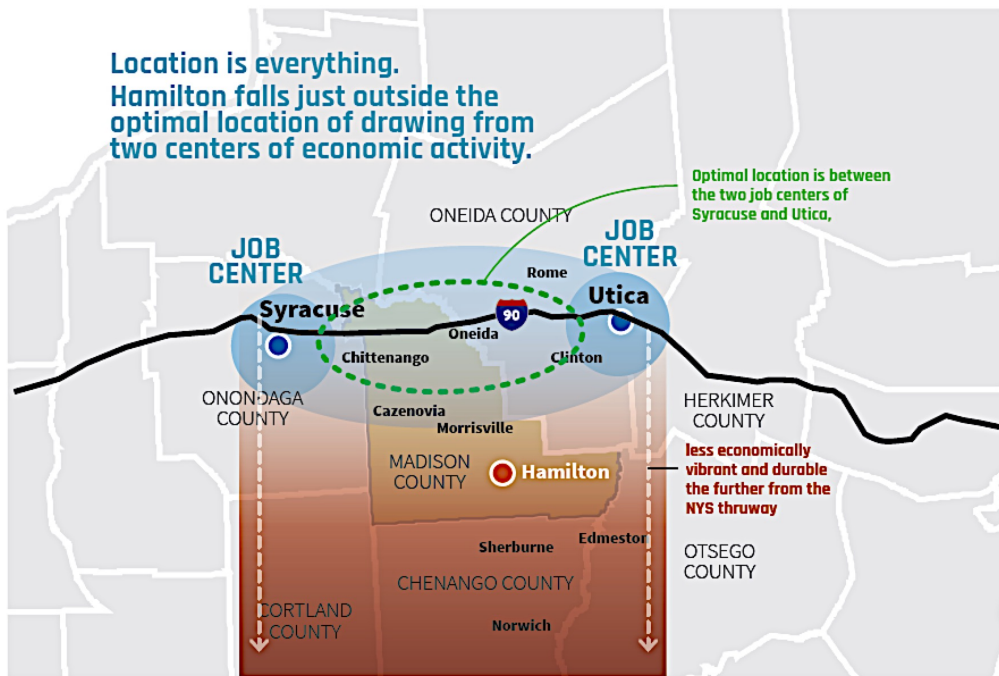 Location is everything.
Hamilton falls just outside the
optimal location of drawing from
two centers of economic activity.
Optimal location is between
the two job centers of
Syracuse and Utica,
ONEIDA COUNTY
JOB
CENTER
JOB
CENTER
Rome
Utica
Syracuse
90
Oneida
Chittenango
Clinton
ONONDAGA
COUNTY
Cazenovia
Morrisville
HERKIMER
COUNTY
MADISON
COUNTY
Hamilton
less economically
vibrant and durable
the further from the
NYS thruway
Sherburne
Edmeston
OTSEGO
COUNTY
CHENANGO COUNTY
CORTLAND
COUNTY
Norwich